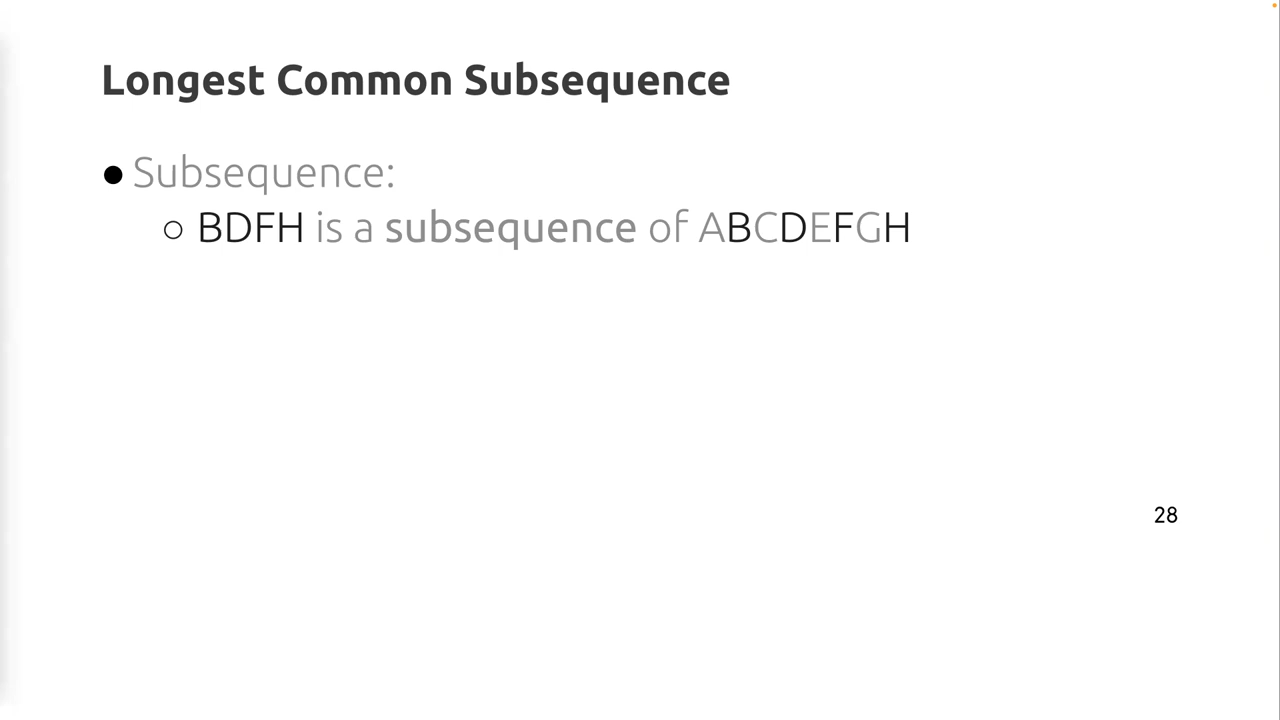 Longest Common Subsequence
● Subsequence:
○ BDFH is a subsequence of ABCDEFGH
28